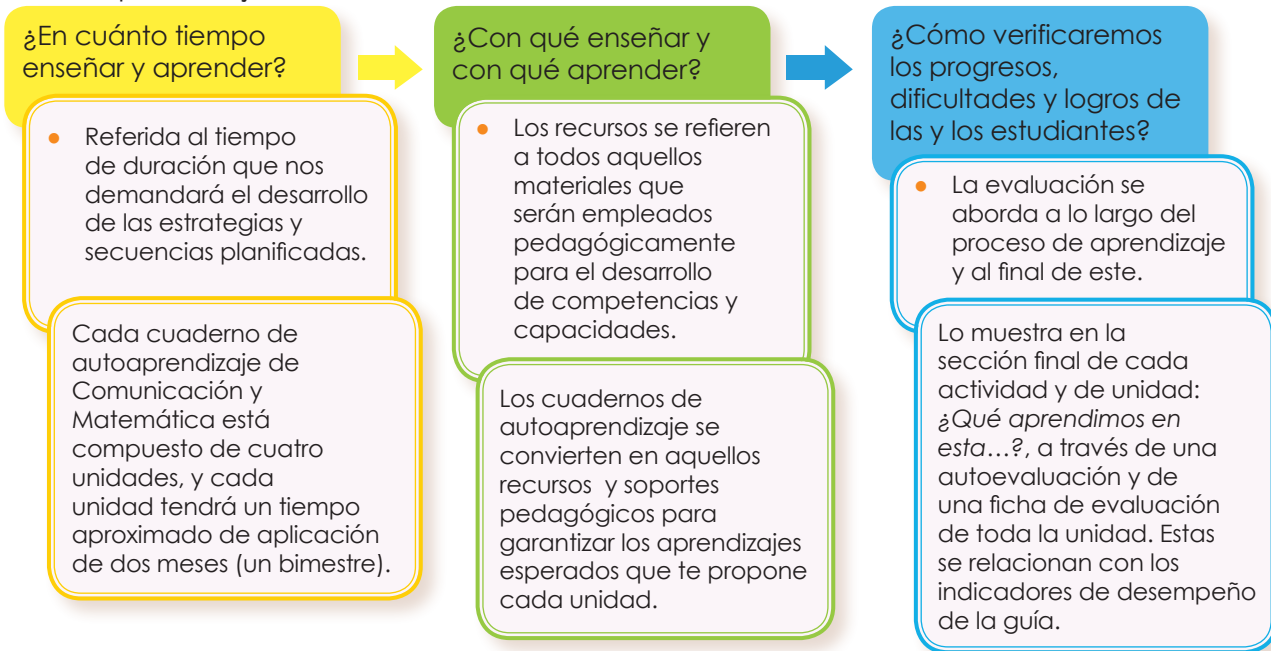 ¿En cuánto tiempo
enseñar y aprender?
Referida al tiempo
de duración que nos
demandará el desarrollo
de las estrategias y
secuencias planificadas.
Cada cuaderno de
autoaprendizaje de
Comunicación y
Matemática está
compuesto de cuatro
unidades, y cada
unidad tendrá un tiempo
aproximado de aplicación
de dos meses (un bimestre).
¿Con qué enseñar y
con qué aprender?
Los recursos se refieren
a todos aquellos
materiales que
serán empleados
pedagógicamente
para el desarrollo
de competencias y
capacidades.
Los cuadernos de
autoaprendizaje se
convierten en aquellos
recursos y soportes
pedagógicos para
garantizar los aprendizajes
esperados que te propone
cada unidad.
¿Cómo verificaremos
los progresos,
dificultades y logros de
las y los estudiantes?
La evaluación se
aborda a lo largo del
proceso de aprendizaje
y al final de este.
Lo muestra en la
sección final de cada
actividad y de unidad:
¿Qué aprendimos en
esta…?, a través de una
autoevaluación y de
una ficha de evaluación
de toda la unidad. Estas
se relacionan con los
indicadores de desempeño
de la guía.